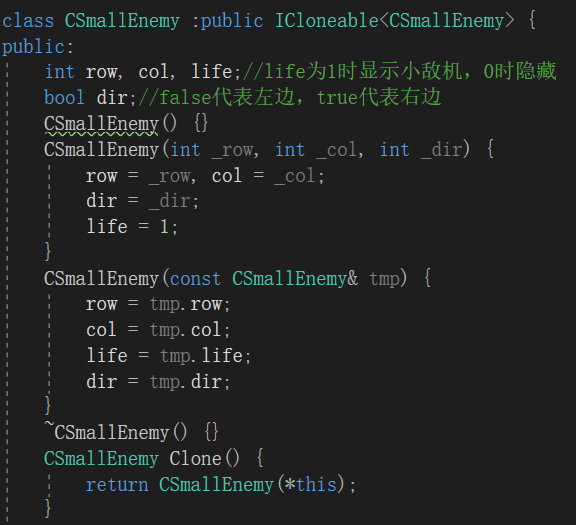 class CSmallEnemy :public ICloneable<CSmallEnemy> {
public:
    int row, col, life;//life为1时显示小敌机，0时隐藏
    bool dir;//false代表左边，true代表右边
    CSmallEnemy() {}
    CSmallEnemy(int _row, int _col, int _dir) {
        row = _row, col = _col;
        dir = _dir;
        life = 1;
    }
    CSmallEnemy(const CSmallEnemy& tmp) {
        row = tmp.row;
        col = tmp.col;
        life = tmp.life;
        dir = tmp.dir;
    }
    ~CSmallEnemy() {}
    CSmallEnemy Clone() {
        return CSmallEnemy(*this);
    }